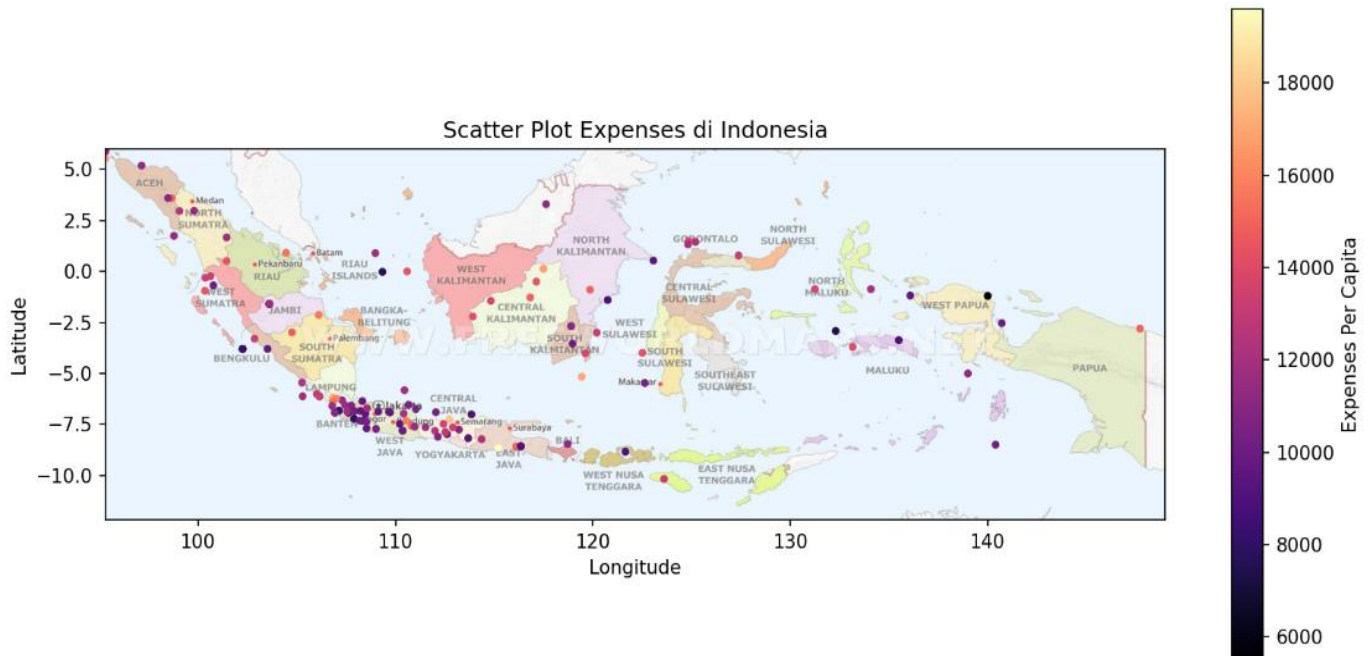 Scatter Plot Expenses di Indonesia
18000
16000
14000
12000
10000
8000
6000
Expenses Per Capita
5.0
2.5
0.0
−2.5
−5.0
−7.5
−10.0
Latitude
100
110
120
130
140
Longitude
ACEH
Medan
NORTH
SUMATRA
Batam
Pekanbaru
RIAU
RIAU
ISLANDS
WEST
SUMATRA
JAMBI
BANGKA-
BELITUNG
Palembang
BENGKULU
SOUTH
SUMATRA
LAMPUNG
Jakarta
BANTEN
WEST
JAVA
CENTRAL
JAVA
Semarang
YOGYAKARTA
Surabaya
EAST
JAVA
BALI
WEST NUSA
TENGGARA
EAST NUSA
TENGGARA
WEST
KALIMANTAN
CENTRAL
KALIMANTAN
NORTH
KALIMANTAN
SOUTH
KALMIANTAN
GORONTALO
NORTH
SULAWESI
CENTRAL
SULAWESI
WEST
SULAWESI
SOUTH
SULAWESI
Makassar
SOUTHEAST
SULAWESI
NORTH
MALUKU
MALUKU
WEST PAPUA
PAPUA